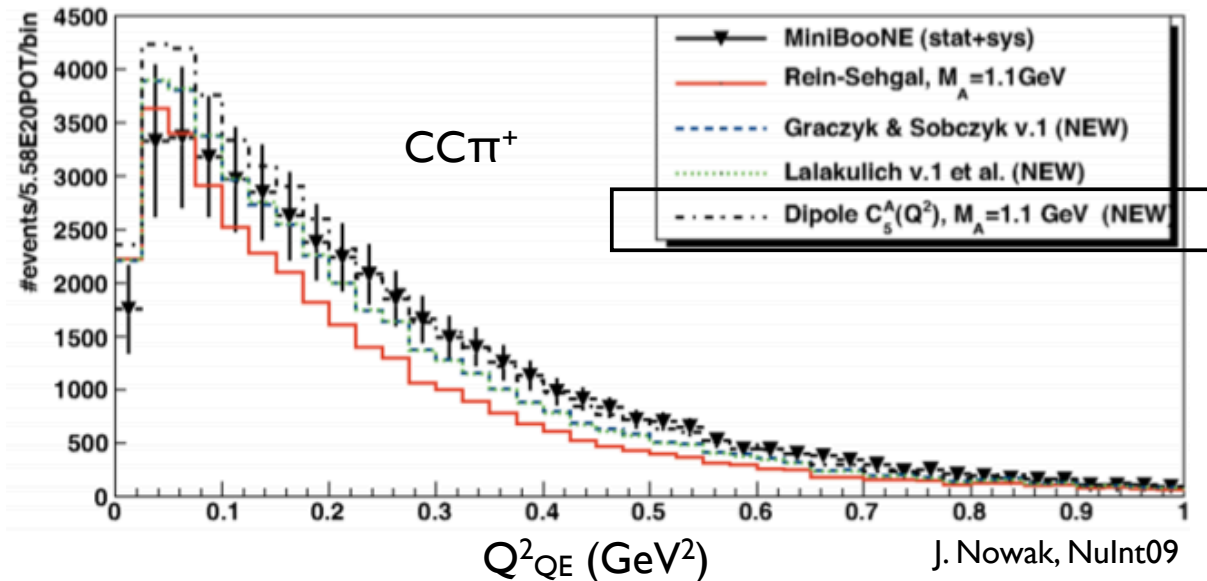 4500
4000
3500
3000
2500
2000
1500
1000
500
0
#events/5.58E20POT/bin
CCπ⁺
MiniBooNE (stat+sys)
Rein-Sehgal, M_A=1.1GeV
Graczyk & Sobczyk v.1 (NEW)
Lalakulich v.1 et al. (NEW)
Dipole C₅ᴬ(Q²), M_A=1.1 GeV (NEW
0 0.1 0.2 0.3 0.4 0.5 0.6 0.7 0.8 0.9 1
Q²QE (GeV²)
J. Nowak, NuInt09